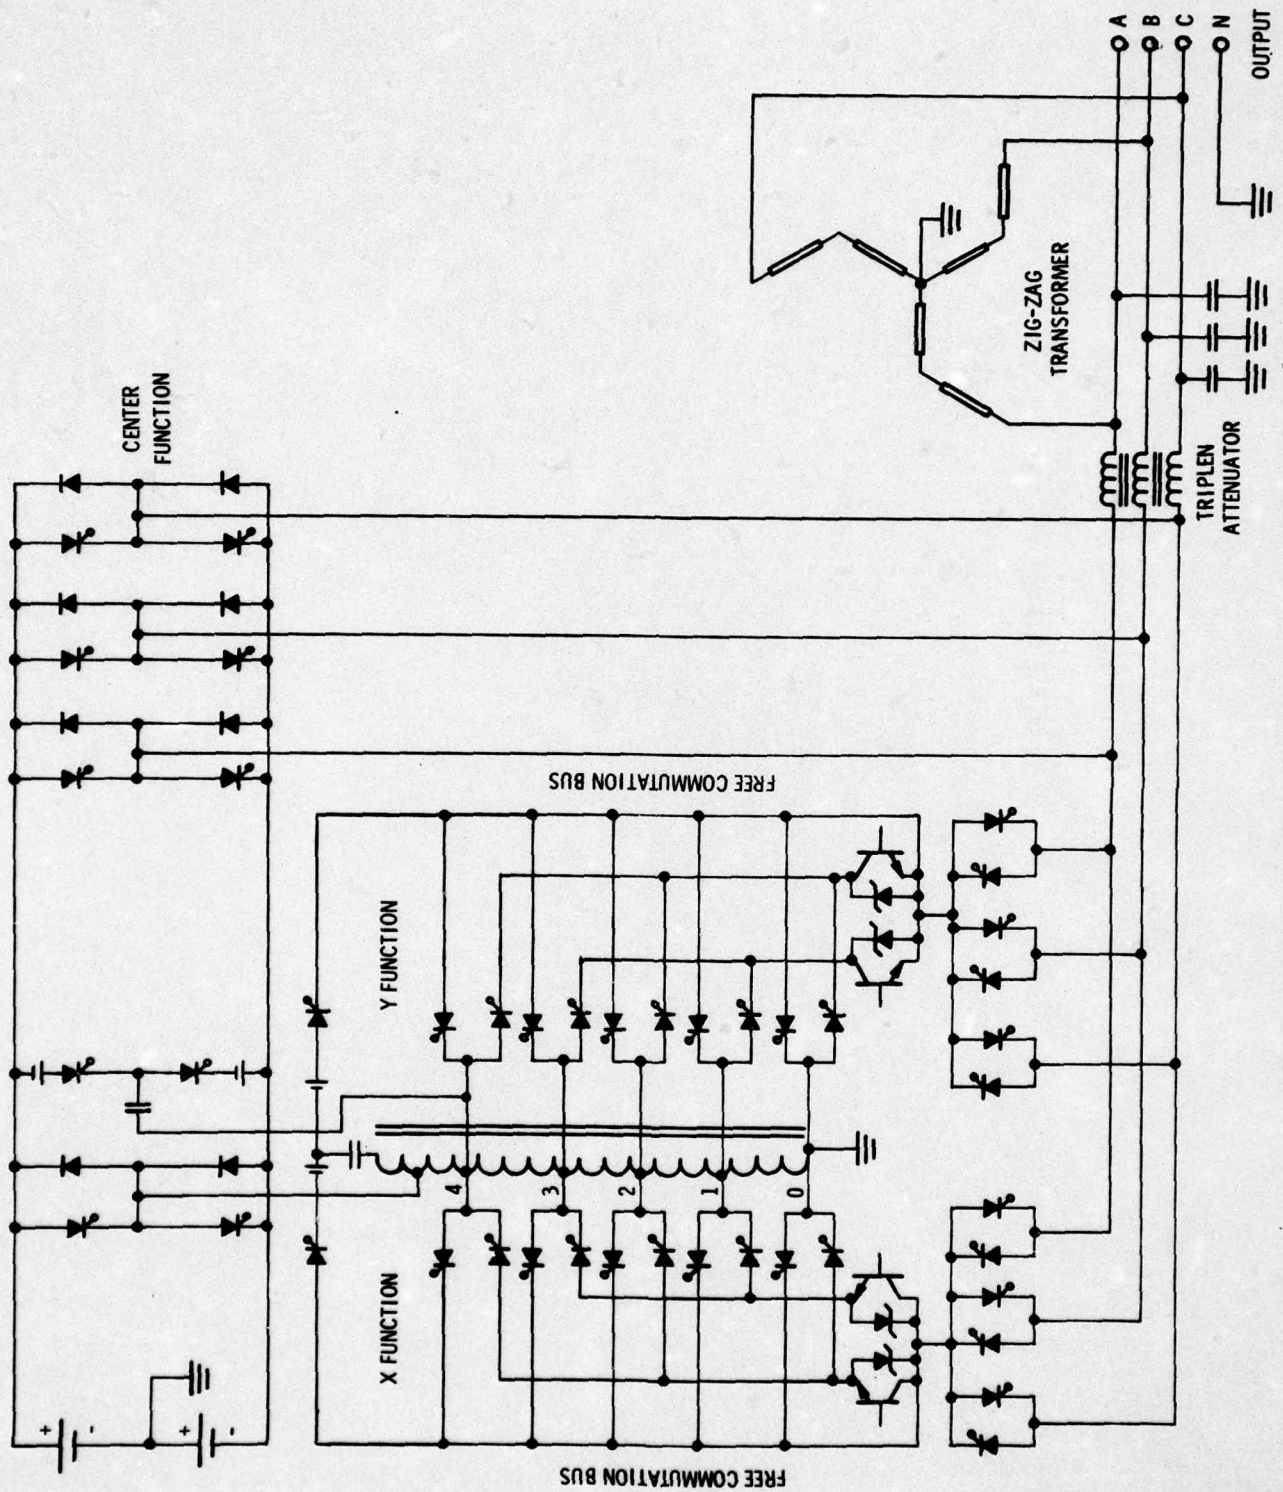 CENTER
FUNCTION
+
-
+
-
X FUNCTION
Y FUNCTION
FREE COMMUTATION BUS
FREE COMMUTATION BUS
4
3
2
1
0
ZIG-ZAG
TRANSFORMER
TRIPLEN
ATTENUATOR
A
B
C
N
OUTPUT